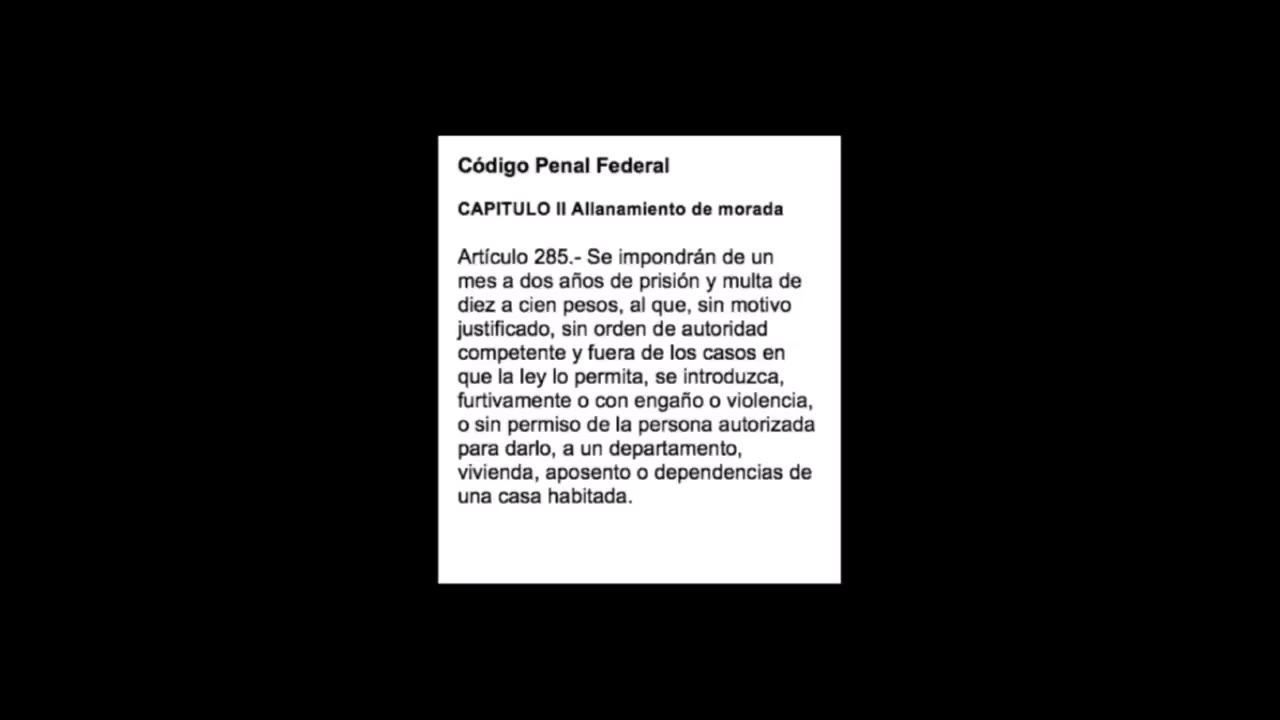 Código Penal Federal
CAPITULO II Allanamiento de morada
Artículo 285.- Se impondrán de un
mes a dos años de prisión y multa de
diez a cien pesos, al que, sin motivo
justificado, sin orden de autoridad
competente y fuera de los casos en
que la ley lo permita, se introduzca,
furtivamente o con engaño o violencia,
o sin permiso de la persona autorizada
para darlo, a un departamento,
vivienda, aposento o dependencias de
una casa habitada.